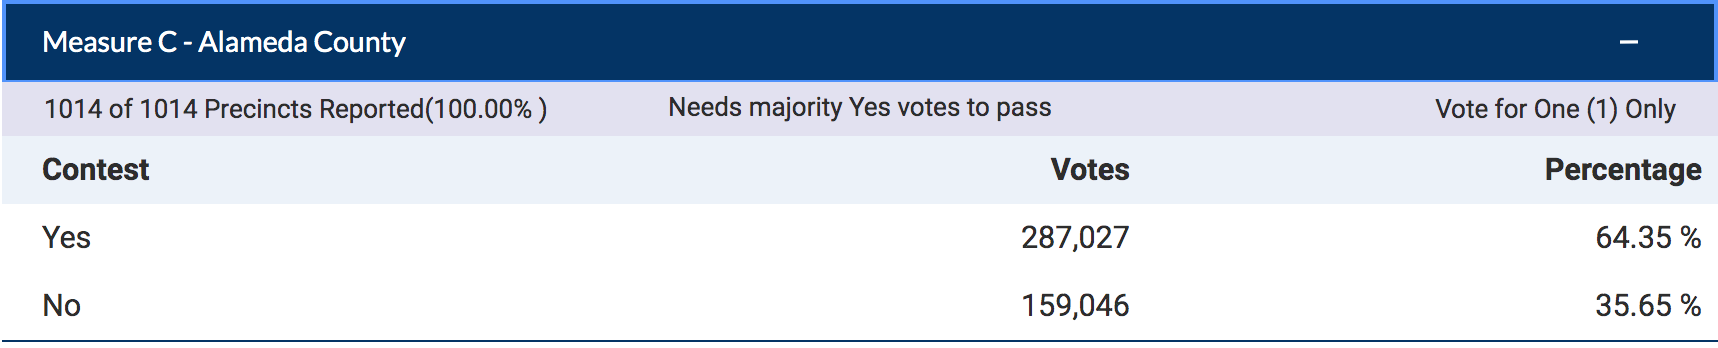 Measure C - Alameda County –
1014 of 1014 Precincts Reported(100.00% ) Needs majority Yes votes to pass Vote for One (1) Only
Contest Votes Percentage
Yes 287,027 64.35 %
No 159,046 35.65 %